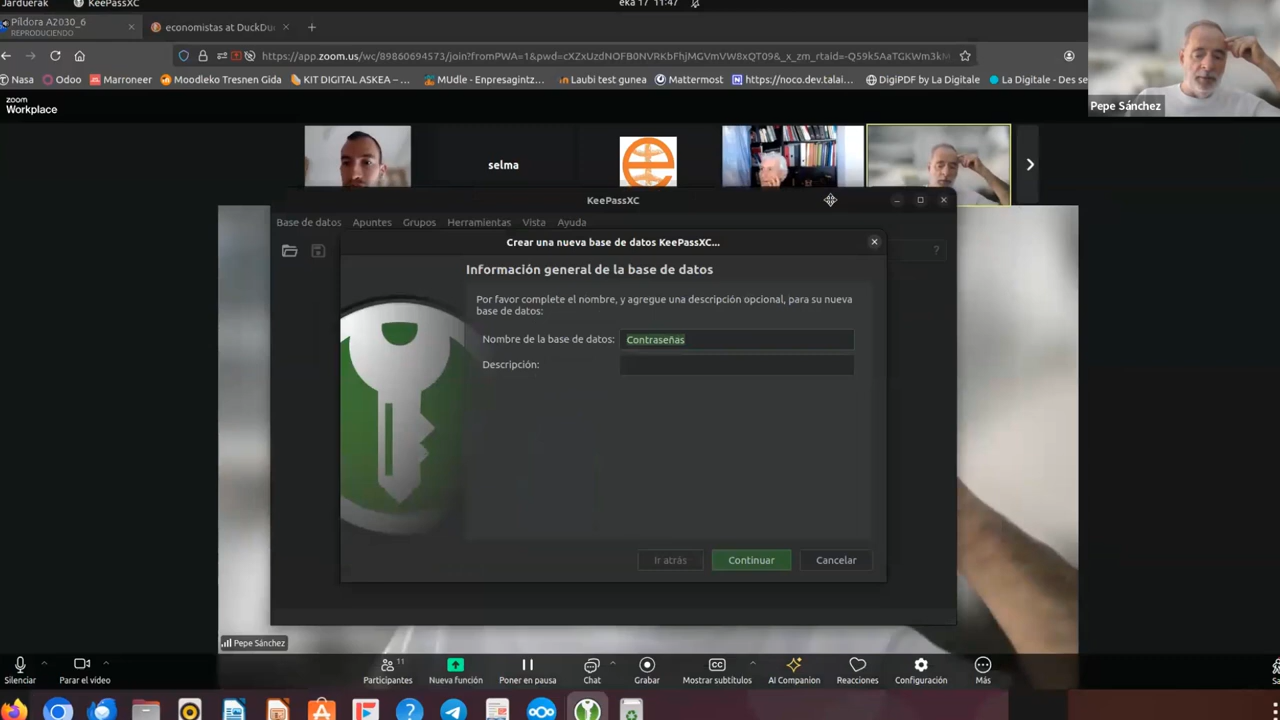 Jarduerak
KeePassXC
eka 17 11:47
Píldora A2030_6
REPRODUCIENDO
economistas at DuckDuc
https://app.zoom.us/wc/89860694573/join?fromPWA=1&pwd=cXZxUzdNQFB0NVRKbFhjMGVmVW8xQT09&_x_zm_rtaid=-Q59k5AaTGKWm3kM
Nasa
Odoo
Marroneer
Moodleko Tresnen Gida
KIT DIGITAL ASKEA – ...
MUdle - Enpresagintz...
Laubi test gunea
Mattermost
https://noo.dev.talai...
DigiPDF by La Digitale
La Digitale - Des se
Pepe Sánchez
zoom
Workplace
selma
KeePassXC
Base de datos Apuntes Grupos Herramientas Vista Ayuda
Crear una nueva base de datos KeePassXC...
Información general de la base de datos
Por favor complete el nombre, y agregue una descripción opcional, para su nueva
base de datos:
Nombre de la base de datos: Contraseñas
Descripción:
Ir atrás Continuar Cancelar
Pepe Sánchez
11
Silenciar
Parar el video
Participantes
Nueva función
Poner en pausa
Chat
Grabar
Mostrar subtítulos
AI Companion
Reacciones
Configuración
Más